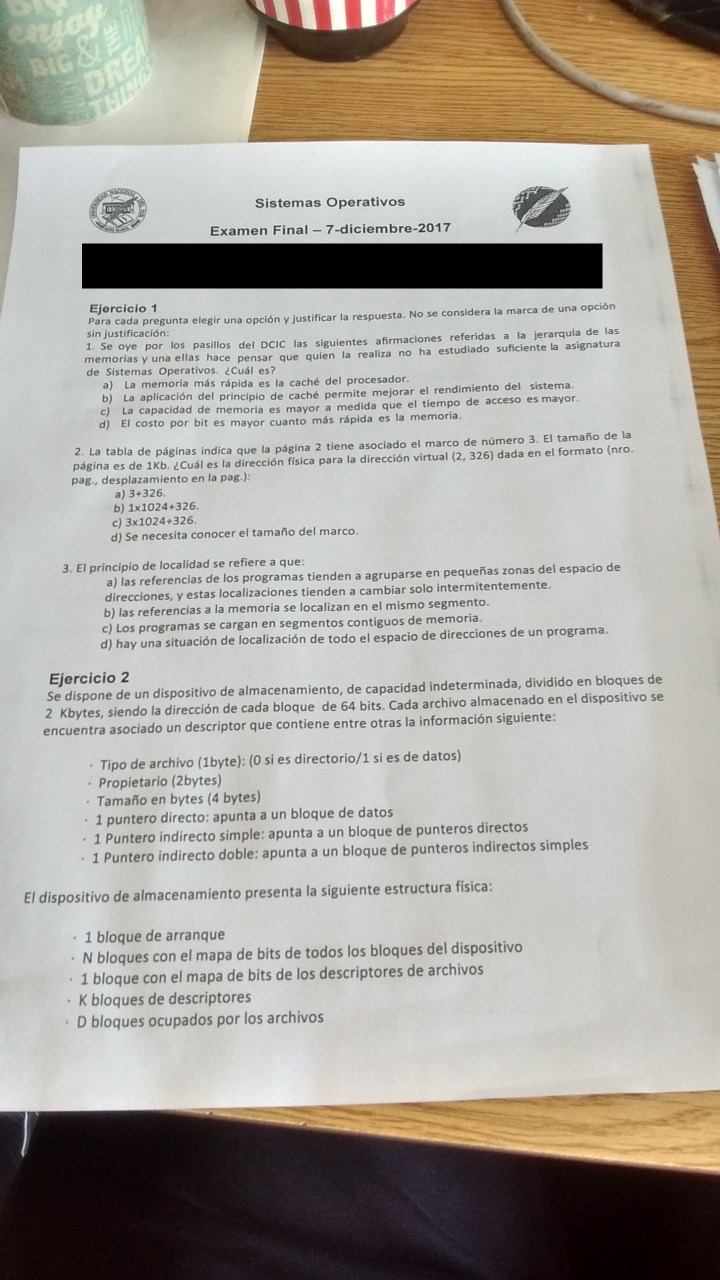 enjoy
BIG &
DREA
THING
Sistemas Operativos
Examen Final – 7-diciembre-2017
Ejercicio 1
Para cada pregunta elegir una opción y justificar la respuesta. No se considera la marca de una opción
sin justificación:
1. Se oye por los pasillos del DCIC las siguientes afirmaciones referidas a la jerarquía de las
memorias y una ellas hace pensar que quien la realiza no ha estudiado suficiente la asignatura
de Sistemas Operativos. ¿Cuál es?
a) La memoria más rápida es la caché del procesador.
b) La aplicación del principio de caché permite mejorar el rendimiento del sistema.
c) La capacidad de memoria es mayor a medida que el tiempo de acceso es mayor.
d) El costo por bit es mayor cuanto más rápida es la memoria.
2. La tabla de páginas indica que la página 2 tiene asociado el marco de número 3. El tamaño de la
página es de 1Kb. ¿Cuál es la dirección física para la dirección virtual (2, 326) dada en el formato (nro.
pag., desplazamiento en la pag.):
a) 3+326.
b) 1x1024+326.
c) 3x1024+326.
d) Se necesita conocer el tamaño del marco.
3. El principio de localidad se refiere a que:
a) las referencias de los programas tienden a agruparse en pequeñas zonas del espacio de
direcciones, y estas localizaciones tienden a cambiar solo intermitentemente.
b) las referencias a la memoria se localizan en el mismo segmento.
c) Los programas se cargan en segmentos contiguos de memoria.
d) hay una situación de localización de todo el espacio de direcciones de un programa.
Ejercicio 2
Se dispone de un dispositivo de almacenamiento, de capacidad indeterminada, dividido en bloques de
2 Kbytes, siendo la dirección de cada bloque de 64 bits. Cada archivo almacenado en el dispositivo se
encuentra asociado un descriptor que contiene entre otras la información siguiente:
· Tipo de archivo (1byte): (0 si es directorio/1 si es de datos)
· Propietario (2bytes)
· Tamaño en bytes (4 bytes)
· 1 puntero directo: apunta a un bloque de datos
· 1 Puntero indirecto simple: apunta a un bloque de punteros directos
· 1 Puntero indirecto doble: apunta a un bloque de punteros indirectos simples
El dispositivo de almacenamiento presenta la siguiente estructura física:
· 1 bloque de arranque
· N bloques con el mapa de bits de todos los bloques del dispositivo
· 1 bloque con el mapa de bits de los descriptores de archivos
· K bloques de descriptores
· D bloques ocupados por los archivos